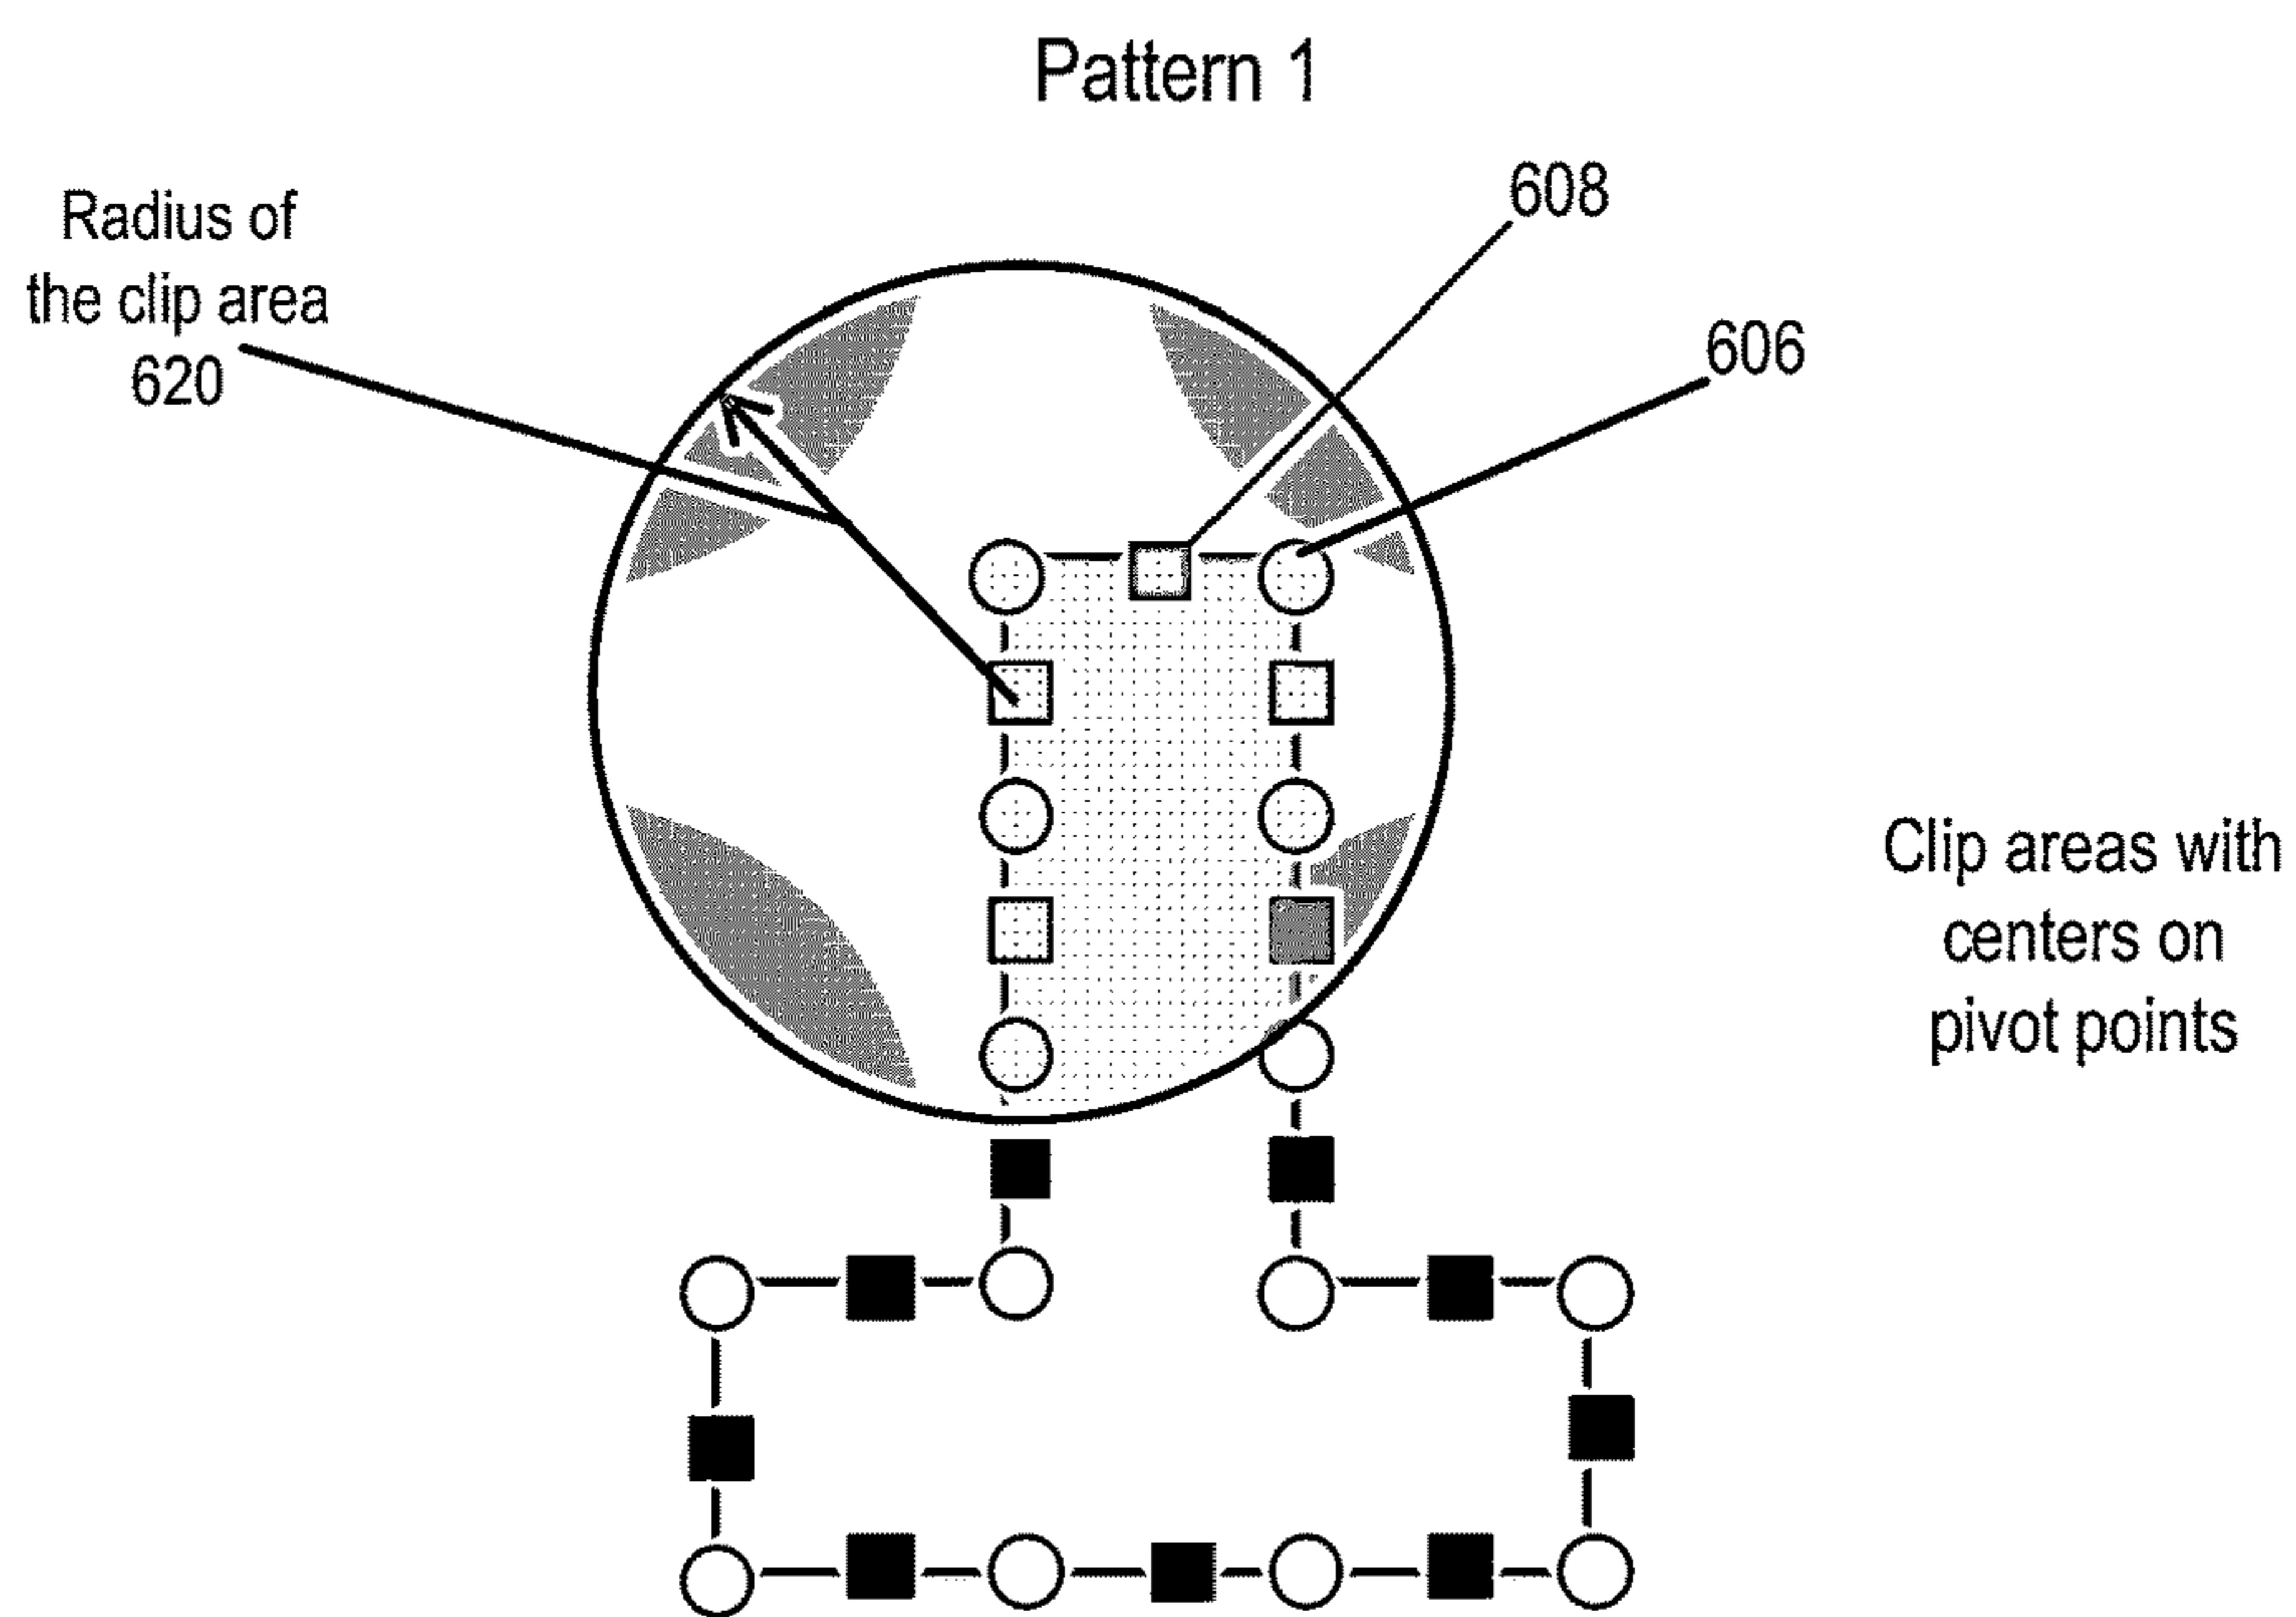 Pattern 1
Radius of
the clip area
620
608
606
Clip areas with
centers on
pivot points